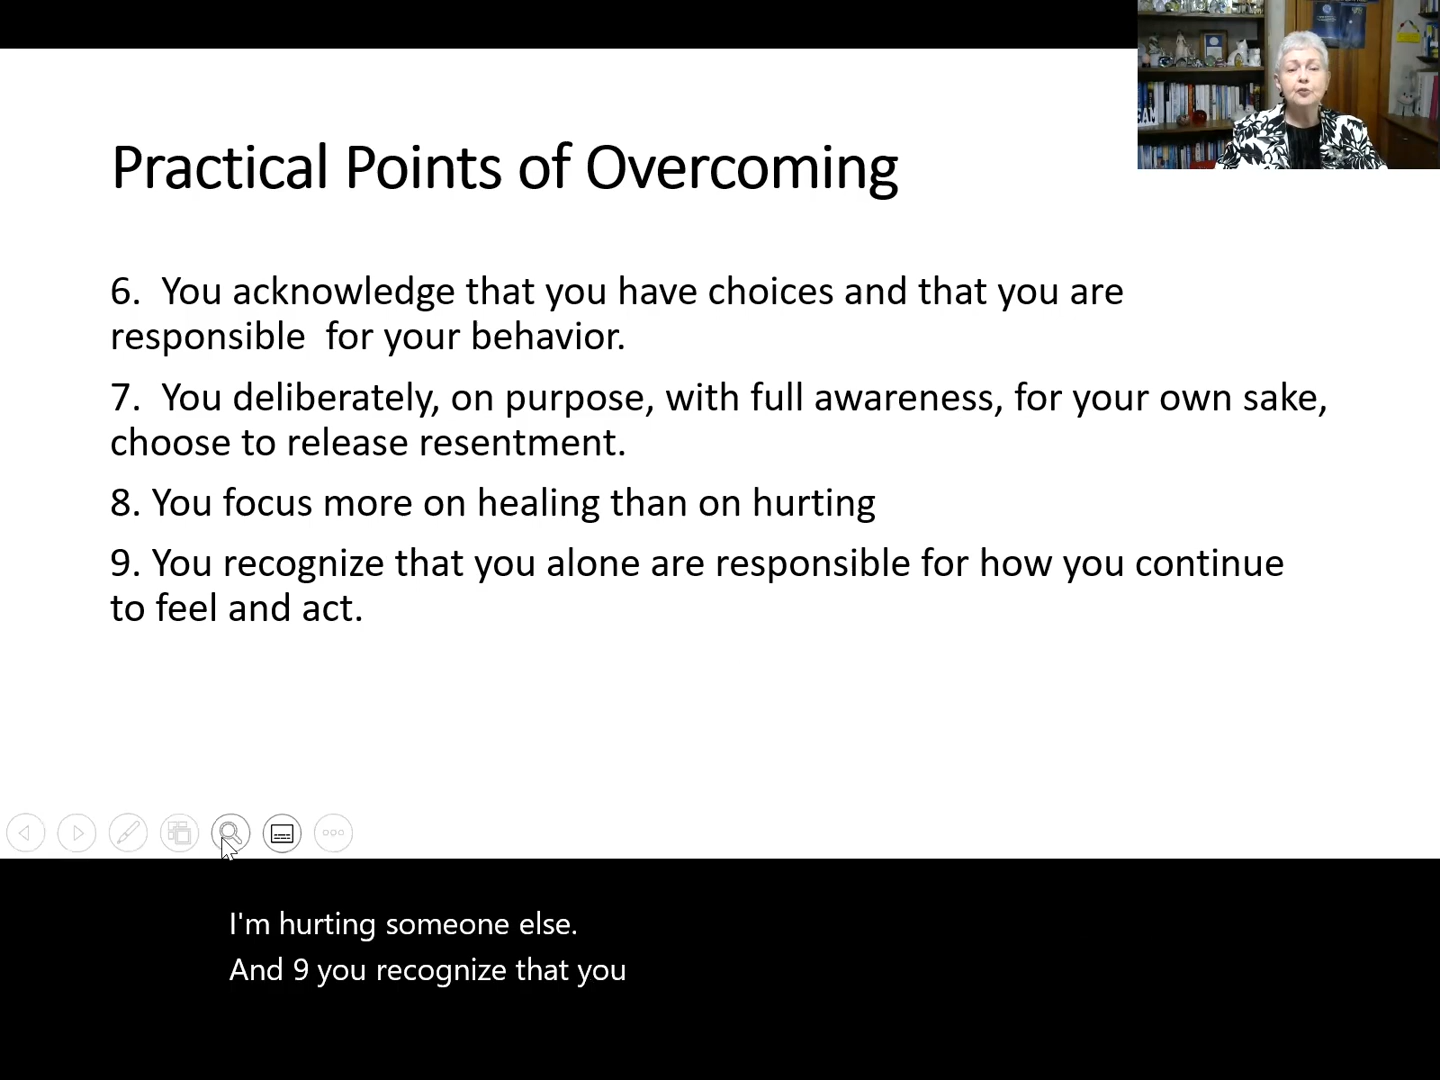 Practical Points of Overcoming
6.  You acknowledge that you have choices and that you are
responsible  for your behavior.
7.  You deliberately, on purpose, with full awareness, for your own sake,
choose to release resentment.
8. You focus more on healing than on hurting
9. You recognize that you alone are responsible for how you continue
to feel and act.
I'm hurting someone else.
And 9 you recognize that you